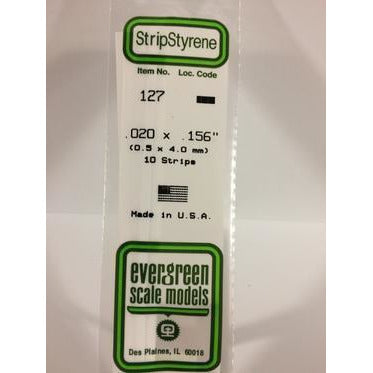 StripStyrene
Item No. Loc. Code
127
.020 x .156"
(0.5 x 4.0 mm)
10 Strips
Made in U.S.A.
evergreen
scale models
Des Plaines, IL 60018